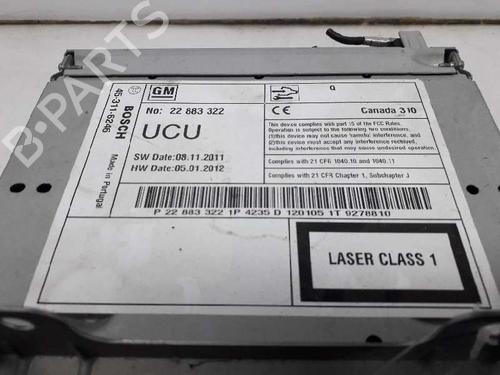 B-PARTS
GM
No: 22 883 322
UCU
SW Date:08.11.2011
HW Date:05.01.2012
45-311-6246
BOSCH
Made in Portugal
Q
CE
Canada 310
This device complies with part 15 of the FCC Rules.
Operation is subject to the following two conditions:
(1)this device may not cause harmful interference, and
(2)this device must accept any interference received,
including interference that may cause undesired operation.
Complies with 21 CFR 1040.10 and 1040.11
Complies with 21 CFR Chapter 1, Subchapter J
P 22 883 322 1P 4235 D 120105 1T 9278810
LASER CLASS 1